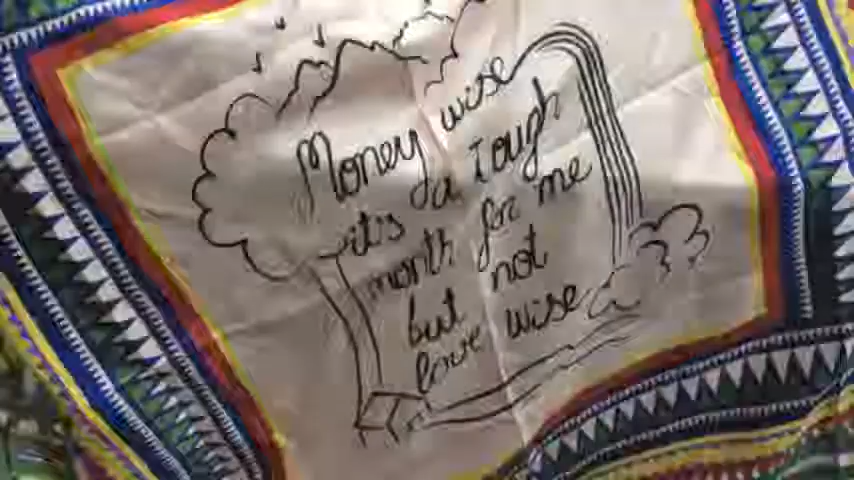 Money wise
it's a Tough
month for me
but not
love wise